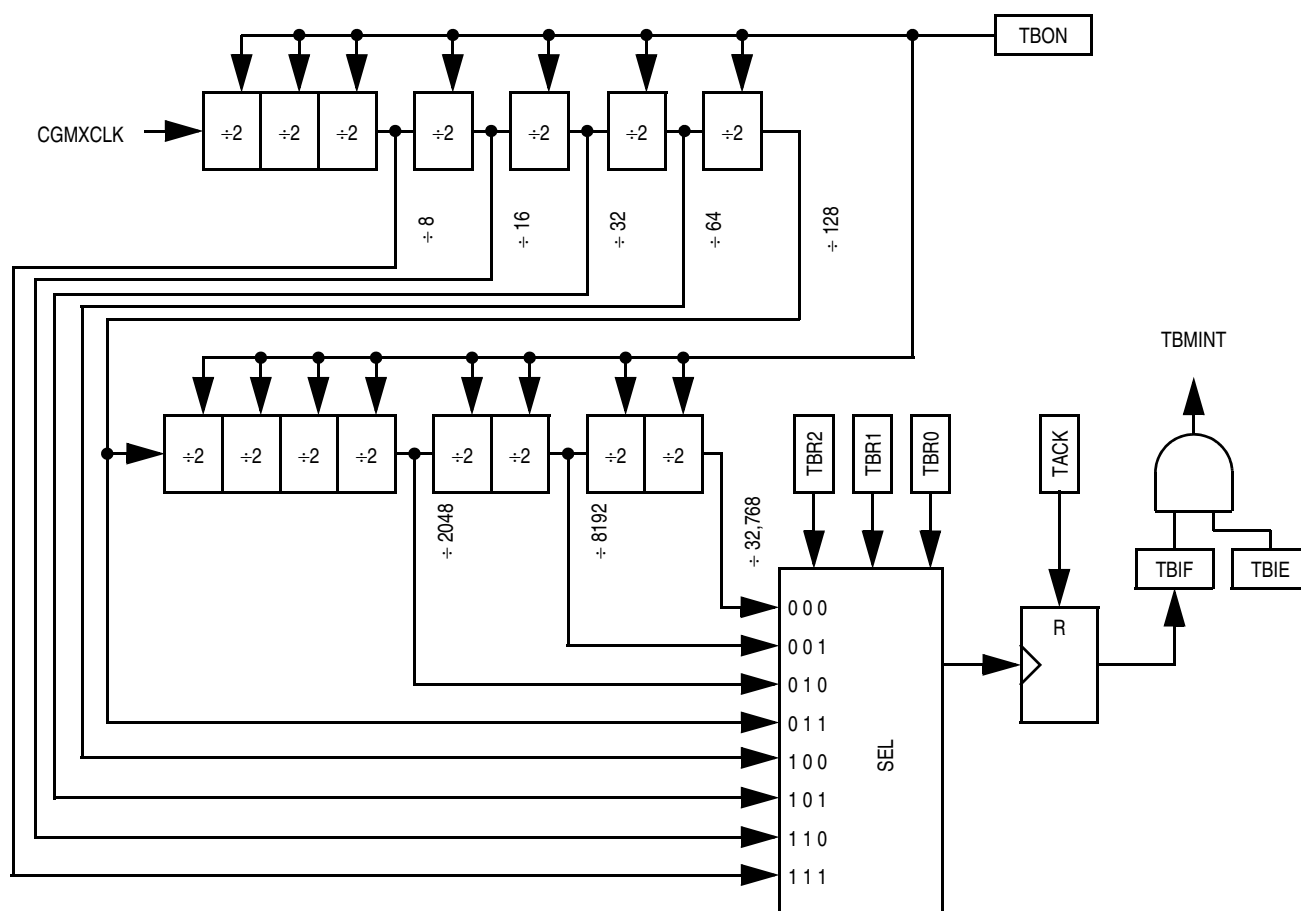 TBON
CGMXCLK
÷2 ÷2 ÷2 ÷2 ÷2 ÷2 ÷2
÷ 8
÷ 16
÷ 32
÷ 64
÷ 128
TBMINT
÷2 ÷2 ÷2 ÷2 ÷2 ÷2 ÷2 ÷2
÷ 2048
÷ 8192
÷ 32,768
TBR2
TBR1
TBR0
TACK
TBIF
TBIE
R
SEL
0 0 0
0 0 1
0 1 0
0 1 1
1 0 0
1 0 1
1 1 0
1 1 1